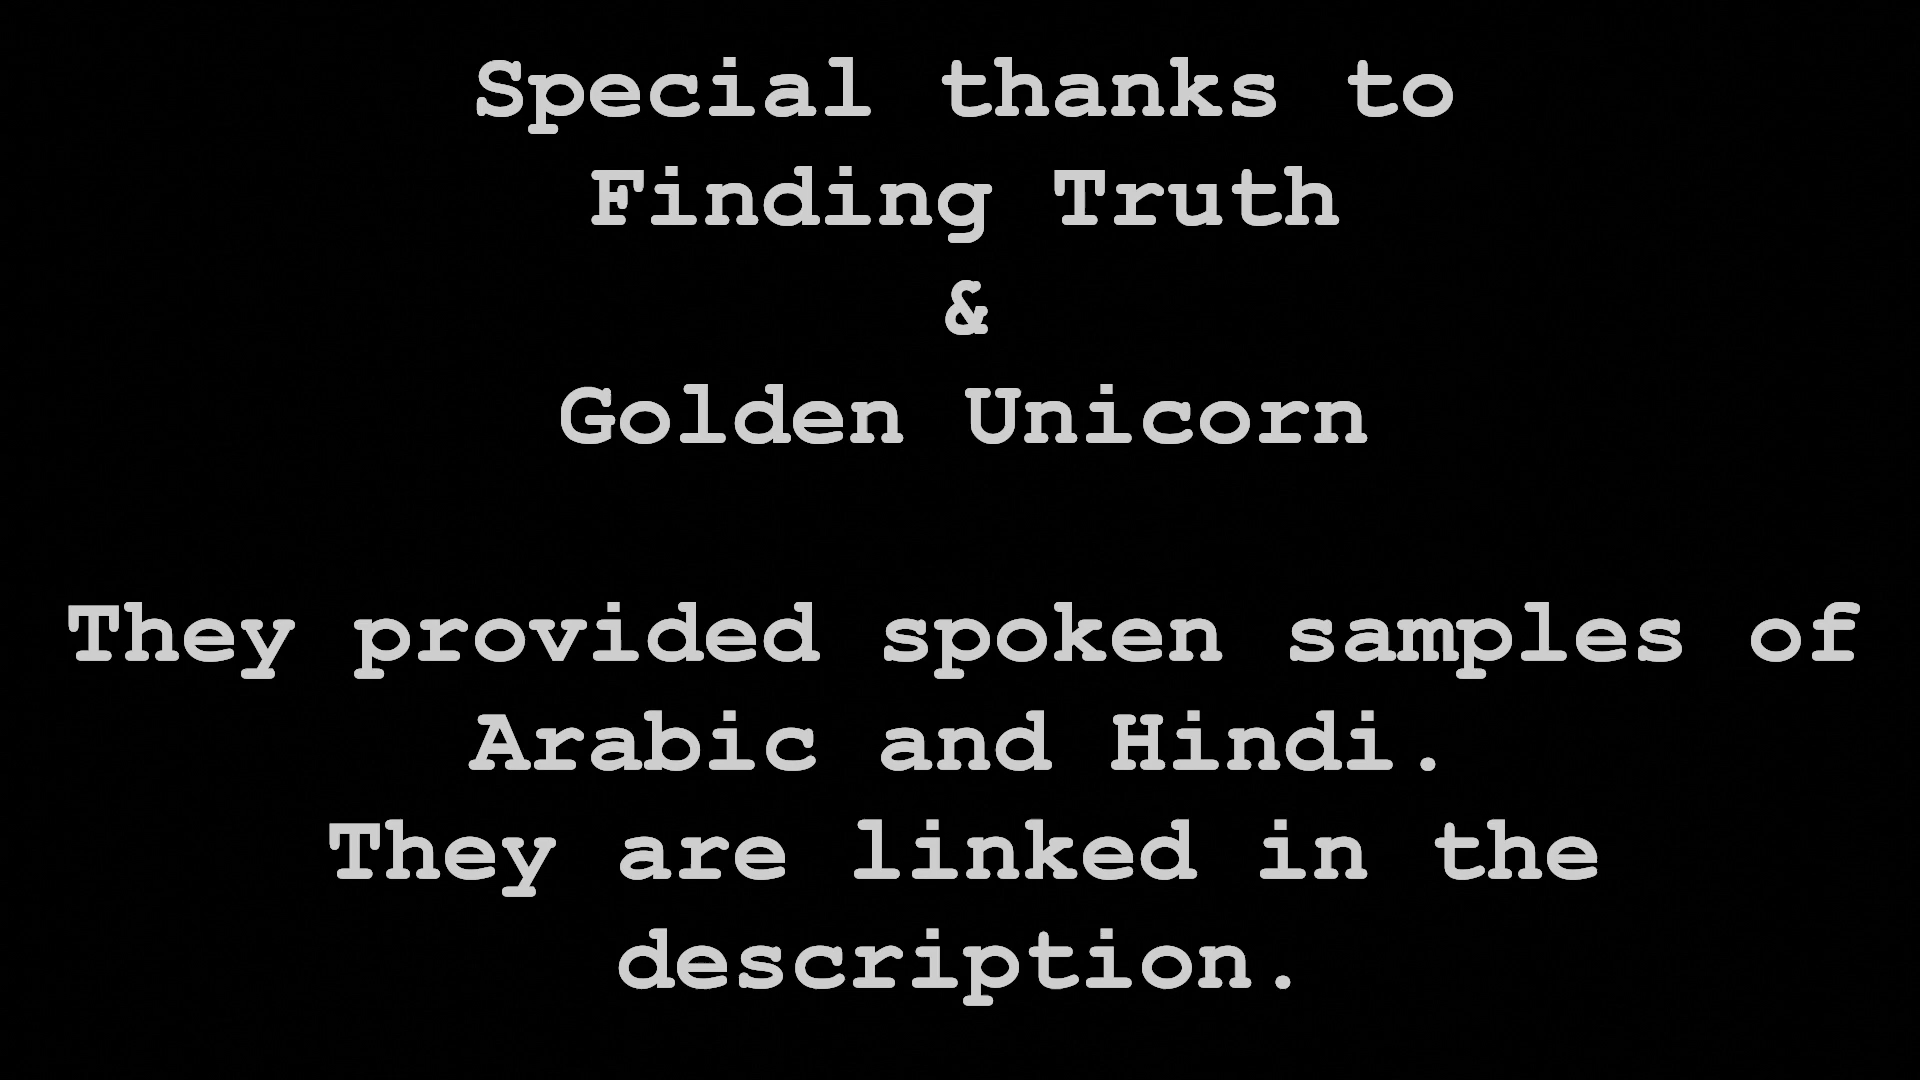 Special thanks to
Finding Truth
&
Golden Unicorn
They provided spoken samples of
Arabic and Hindi.
They are linked in the
description.